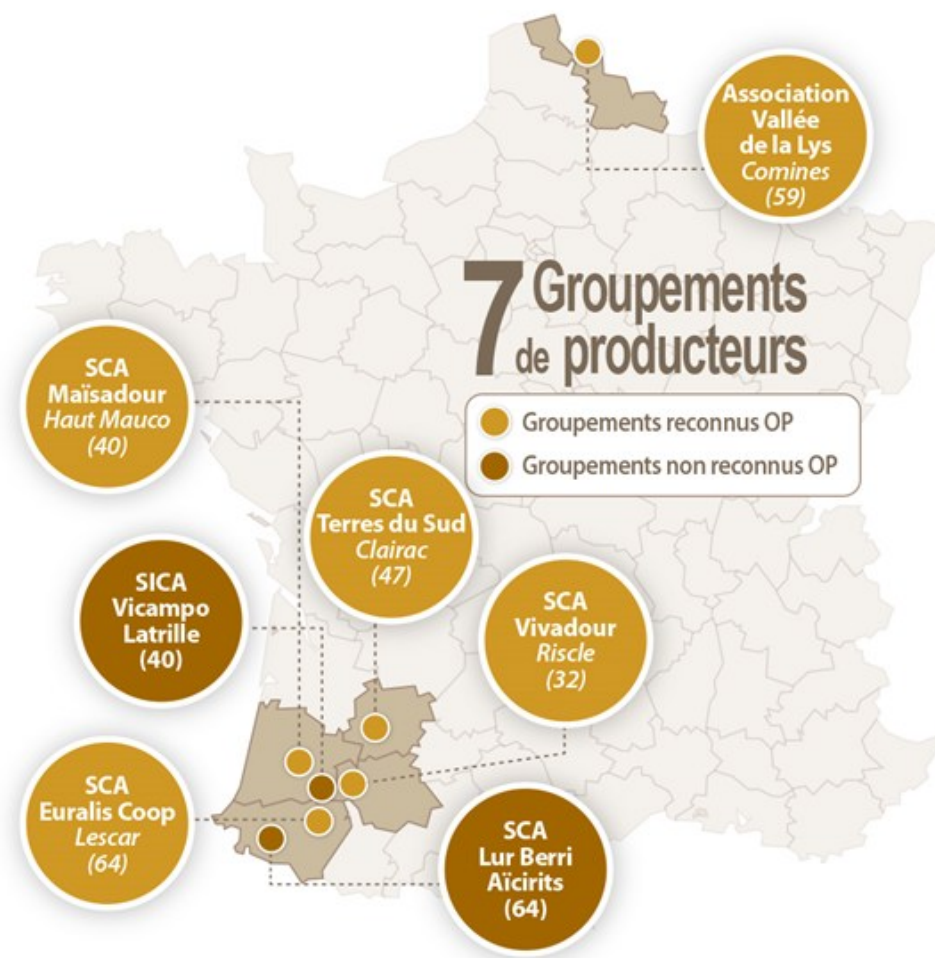 Association
Vallée
de la Lys
Comines
(59)
7 Groupements
de producteurs
Groupements reconnus OP
Groupements non reconnus OP
SCA
Maïsadour
Haut Mauco
(40)
SCA
Terres du Sud
Clairac
(47)
SICA
Vicampo
Latrille
(40)
SCA
Vivadour
Riscle
(32)
SCA
Euralis Coop
Lescar
(64)
SCA
Lur Berri
Aïcirits
(64)